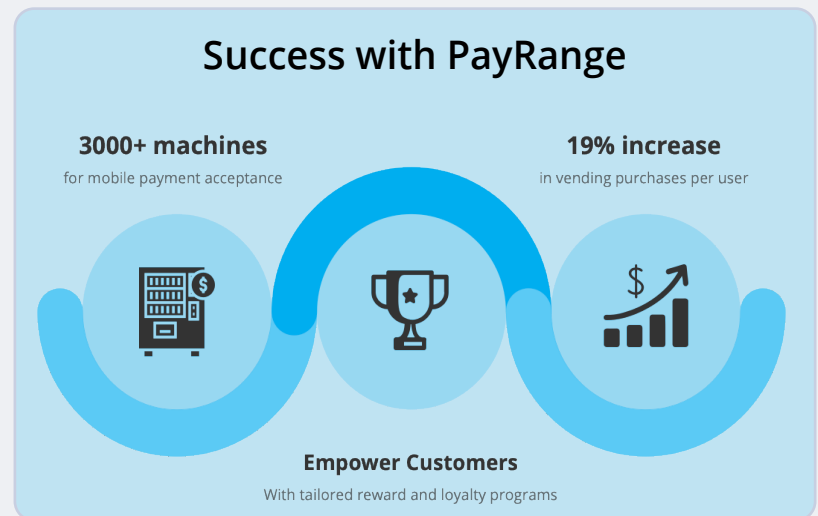 Success with PayRange
3000+ machines
for mobile payment acceptance
19% increase
in vending purchases per user
$
$
Empower Customers
With tailored reward and loyalty programs